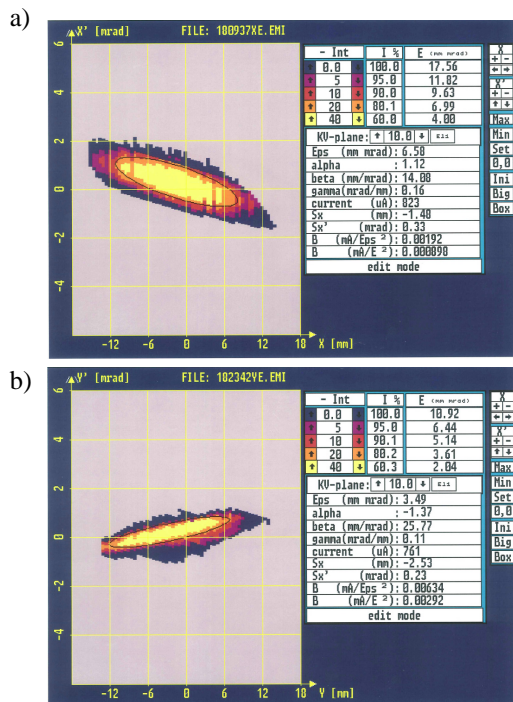 a)
X' [mrad] FILE: 180937XE.EMI
6
4
2
0
-2
-4
-12 -6 0 6 12 18
X [mm]
- Int I % E (mm mrad)
0.0 100.0 17.56
5 95.0 11.82
10 90.0 9.63
20 80.1 6.99
40 60.0 4.00
KV-plane: 10.0 Ell
Eps (mm mrad): 6.58
alpha : 1.12
beta (mm/mrad): 14.08
gamma(mrad/mm): 0.16
current (uA): 823
Sx (mm): -1.40
Sx' (mrad): 0.33
B (mA/Eps ²): 0.00192
B (mA/E ²): 0.000898
edit mode
X
+ -
X'
+ -
Max
Min
Set
0,0
Ini
Big
Box
b)
Y' [mrad] FILE: 182342YE.EMI
6
4
2
0
-2
-4
-12 -6 0 6 12 18
Y [mm]
- Int I % E (mm mrad)
0.0 100.0 10.92
5 95.0 6.44
10 90.1 5.14
20 80.2 3.61
40 60.3 2.04
KV-plane: 10.0 Ell
Eps (mm mrad): 3.49
alpha : -1.37
beta (mm/mrad): 25.77
gamma(mrad/mm): 0.11
current (uA): 761
Sx (mm): -2.53
Sx' (mrad): 0.23
B (mA/Eps ²): 0.00634
B (mA/E ²): 0.00292
edit mode
X
+ -
X'
+ -
Max
Min
Set
0,0
Ini
Big
Box